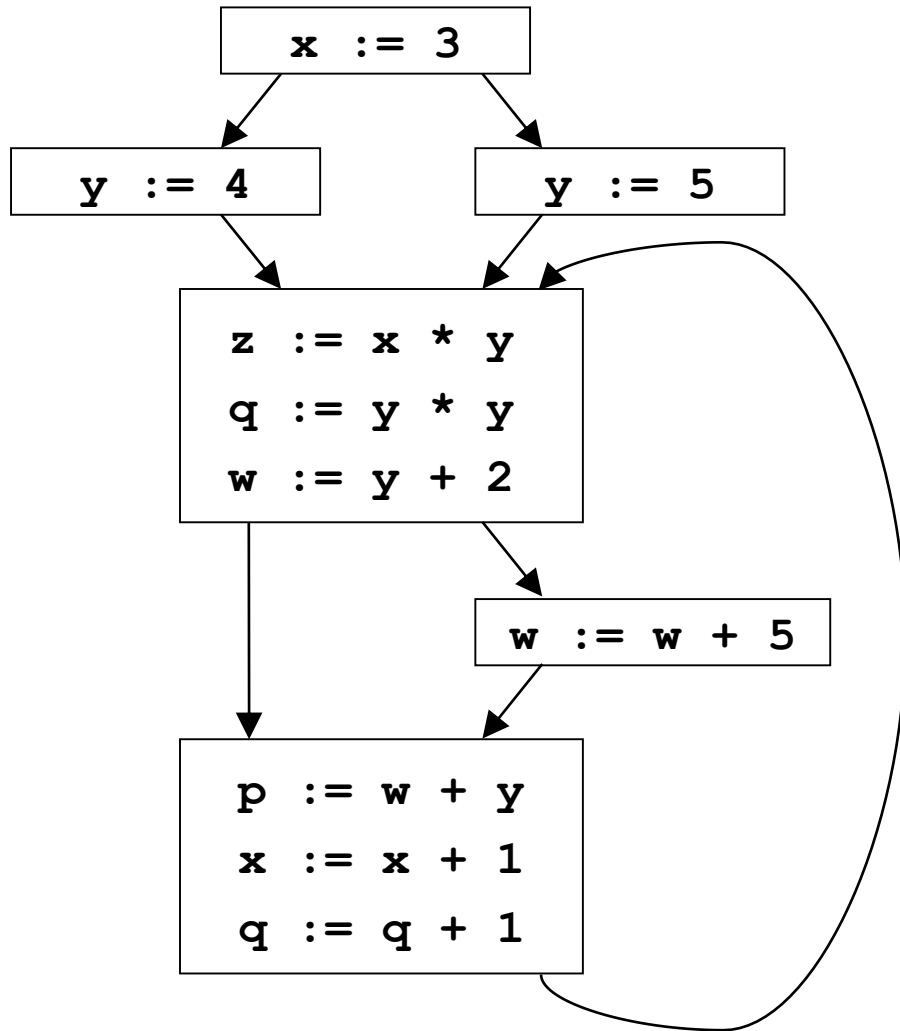 x := 3
y := 4
y := 5
z := x * y
q := y * y
w := y + 2
w := w + 5
p := w + y
x := x + 1
q := q + 1